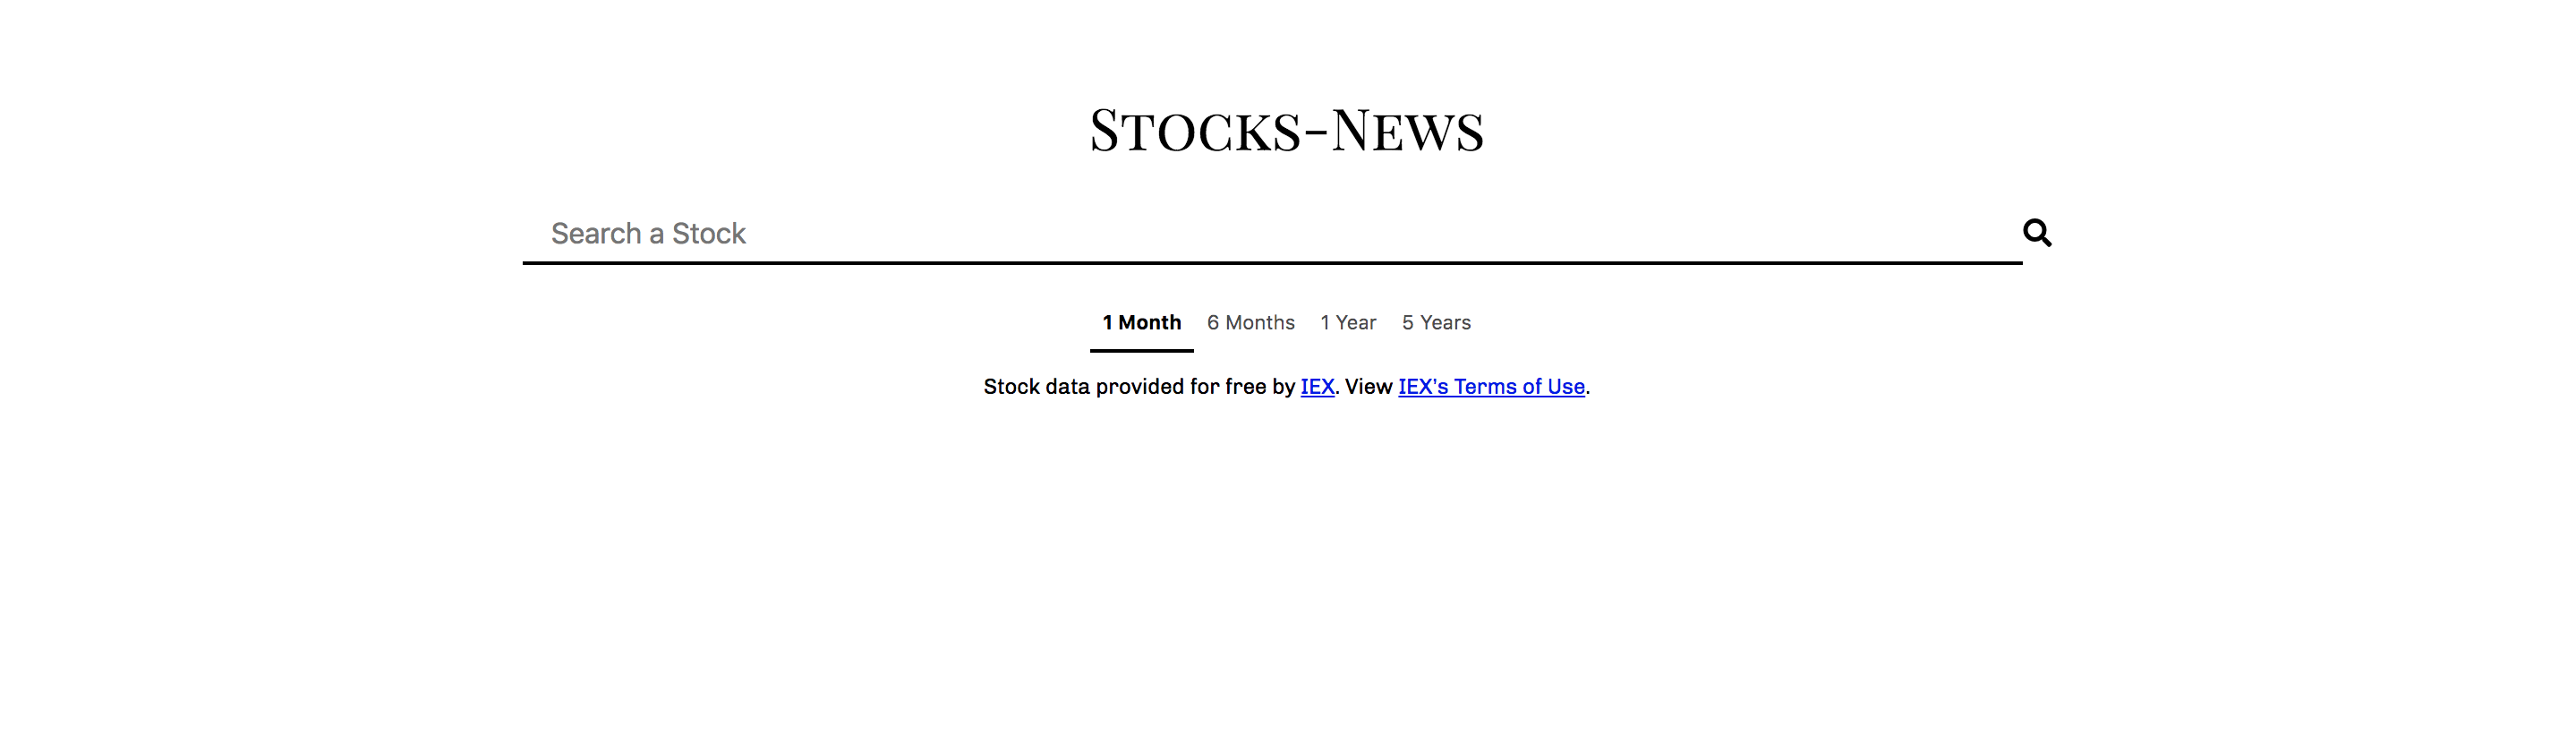 Stocks-News
Search a Stock
1 Month 6 Months 1 Year 5 Years
Stock data provided for free by IEX. View IEX’s Terms of Use.